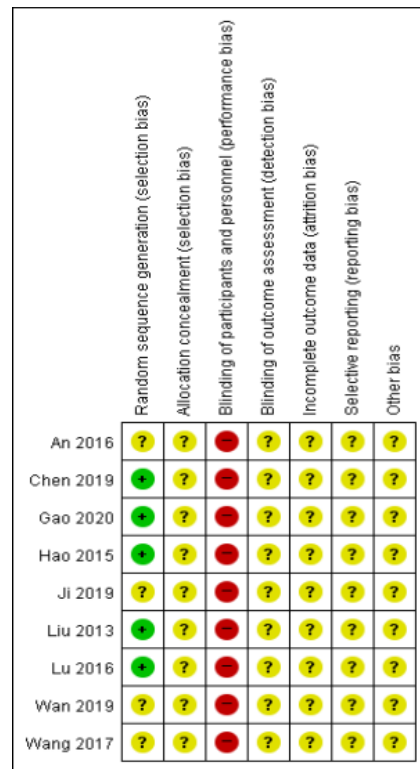 Random sequence generation (selection bias)
Allocation concealment (selection bias)
Blinding of participants and personnel (performance bias)
Blinding of outcome assessment (detection bias)
Incomplete outcome data (attrition bias)
Selective reporting (reporting bias)
Other bias
An 2016 ? ? − ? ? ? ?
Chen 2019 + ? − ? ? ? ?
Gao 2020 + ? − ? ? ? ?
Hao 2015 + ? − ? ? ? ?
Ji 2019 ? ? − ? ? ? ?
Liu 2013 + ? − ? ? ? ?
Lu 2016 + ? − ? ? ? ?
Wan 2019 ? ? − ? ? ? ?
Wang 2017 ? ? − ? ? ? ?